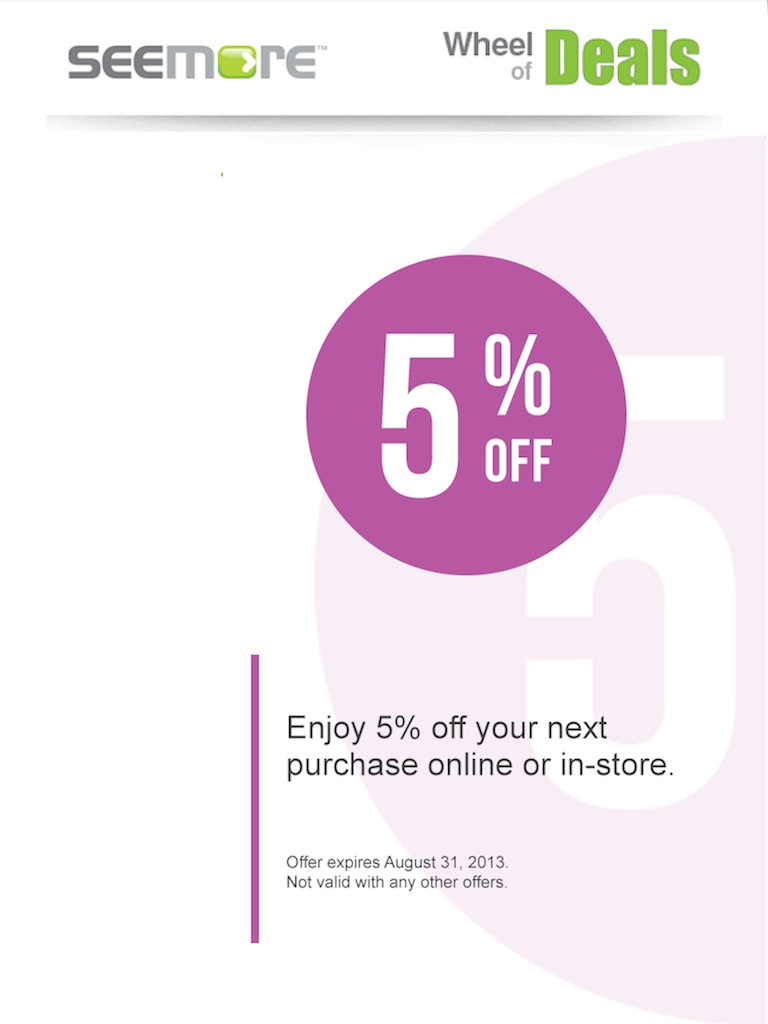 SEEMORE™
Wheel
of Deals
5 %
OFF
5
Enjoy 5% off your next
purchase online or in-store.
Offer expires August 31, 2013.
Not valid with any other offers.